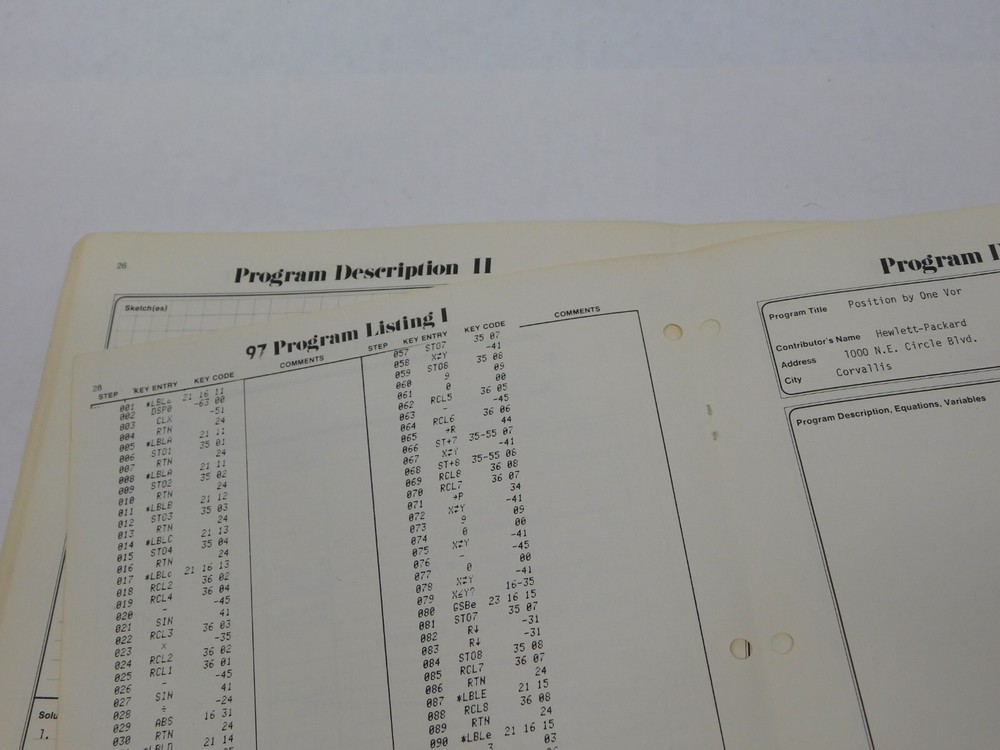 26
Program Description II
Sketch(es)
Solu
1.
97 Program Listing I
28
STEP KEY ENTRY KEY CODE COMMENTS
001 *LBLa 21 16 11
002 DSP0 -63 00
003 CLX -51
004 RTN 24
005 *LBLA 21 11
006 STO1 35 01
007 RTN 24
008 *LBLA 21 11
009 STO2 35 02
010 RTN 24
011 *LBLB 21 12
012 STO3 35 03
013 RTN 24
014 *LBLC 21 13
015 STO4 35 04
016 RTN 24
017 *LBLc 21 16 13
018 RCL2 36 02
019 RCL4 36 04
020 - -45
021 SIN 41
022 RCL3 36 03
023 x -35
024 RCL2 36 02
025 RCL1 36 01
026 - -45
027 SIN 41
028 ÷ -24
029 ABS 16 31
030 RTN 24
*LBLD 21 14
STEP KEY ENTRY KEY CODE COMMENTS
057 STO7 35 07
058 X⇄Y -41
059 STO8 35 08
060 9 09
061 0 00
062 RCL5 36 05
063 - -45
064 RCL6 36 06
065 →R 44
066 ST+7 35-55 07
067 X⇄Y -41
068 ST+8 35-55 08
069 RCL8 36 08
070 RCL7 36 07
071 →P 34
072 X⇄Y -41
073 9 09
074 0 00
075 X⇄Y -41
076 - -45
077 0 00
078 X⇄Y -41
079 X≤Y? 16-35
080 GSBe 23 16 15
081 STO7 35 07
082 R↓ -31
083 R↓ -31
084 STO8 35 08
085 RCL7 36 07
086 RTN 24
087 *LBLE 21 15
088 RCL8 36 08
089 RTN 24
090 *LBLe 21 16 15
3 03
Program D
Program Title Position by One Vor
Contributor's Name Hewlett-Packard
Address 1000 N.E. Circle Blvd.
City Corvallis
Program Description, Equations, Variables